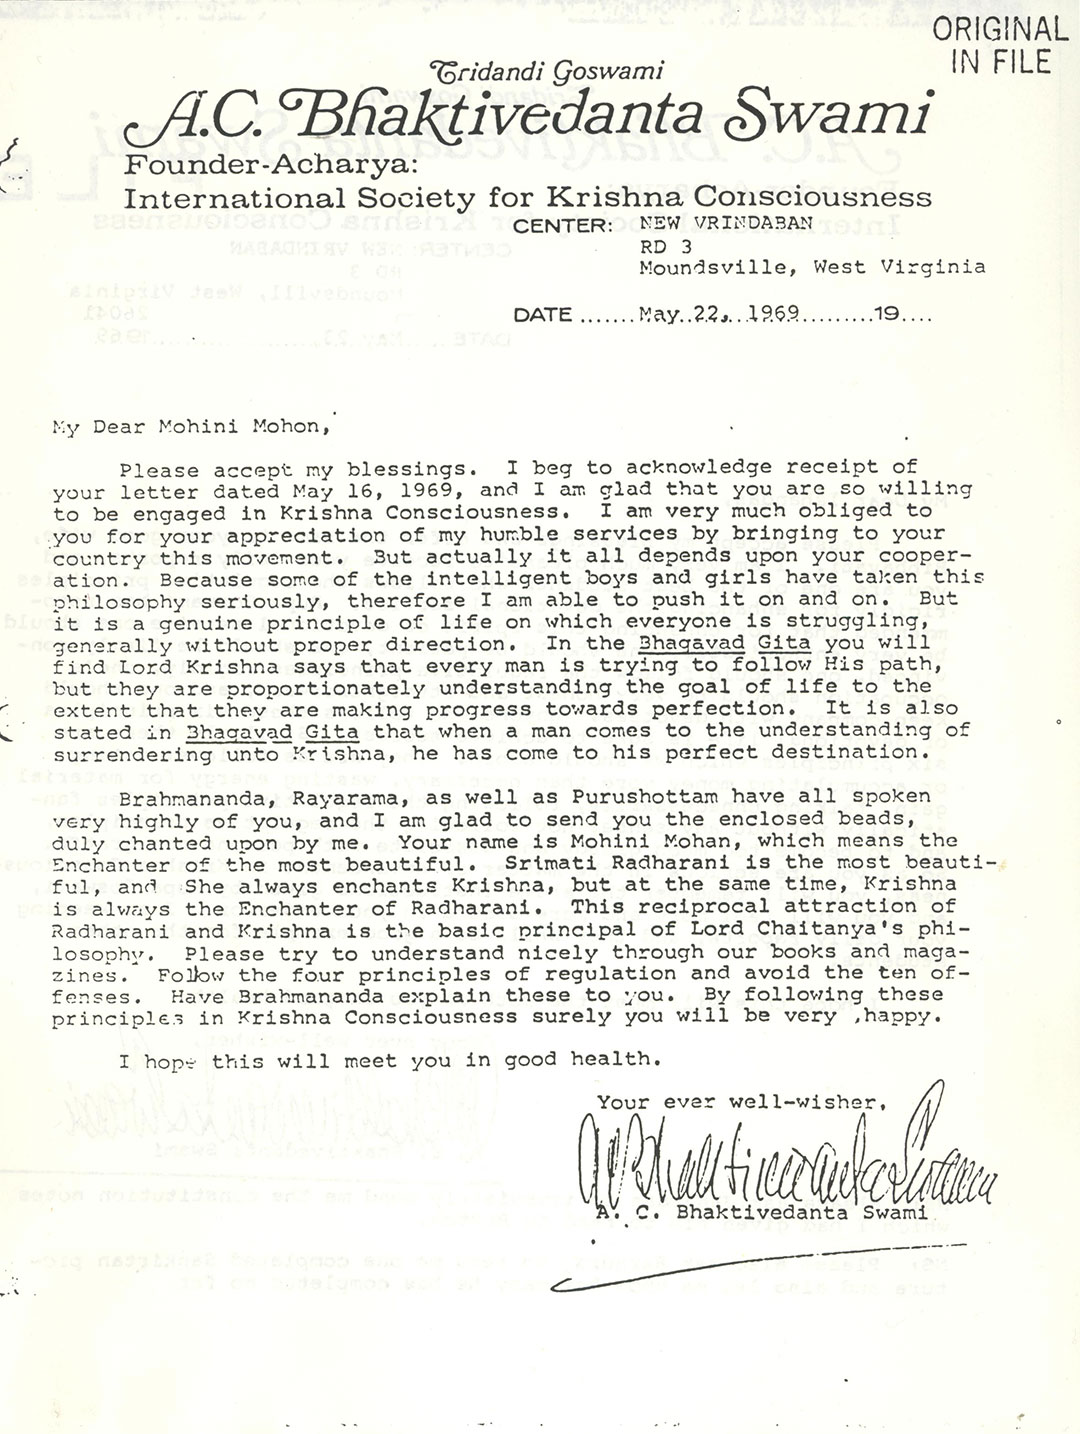 ORIGINAL
IN FILE
Tridandi Goswami
A.C. Bhaktivedanta Swami
Founder-Acharya:
International Society for Krishna Consciousness
CENTER: NEW VRINDABAN
RD 3
Moundsville, West Virginia
DATE .......May..22,..1969.........19....
My Dear Mohini Mohon,
Please accept my blessings. I beg to acknowledge receipt of
your letter dated May 16, 1969, and I am glad that you are so willing
to be engaged in Krishna Consciousness. I am very much obliged to
you for your appreciation of my humble services by bringing to your
country this movement. But actually it all depends upon your cooper-
ation. Because some of the intelligent boys and girls have taken this
philosophy seriously, therefore I am able to push it on and on. But
it is a genuine principle of life on which everyone is struggling,
generally without proper direction. In the Bhagavad Gita you will
find Lord Krishna says that every man is trying to follow His path,
but they are proportionately understanding the goal of life to the
extent that they are making progress towards perfection. It is also
stated in Bhagavad Gita that when a man comes to the understanding of
surrendering unto Krishna, he has come to his perfect destination.
Brahmananda, Rayarama, as well as Purushottam have all spoken
very highly of you, and I am glad to send you the enclosed beads,
duly chanted upon by me. Your name is Mohini Mohan, which means the
Enchanter of the most beautiful. Srimati Radharani is the most beauti-
ful, and She always enchants Krishna, but at the same time, Krishna
is always the Enchanter of Radharani. This reciprocal attraction of
Radharani and Krishna is the basic principal of Lord Chaitanya's phi-
losophy. Please try to understand nicely through our books and maga-
zines. Follow the four principles of regulation and avoid the ten of-
fenses. Have Brahmananda explain these to you. By following these
principles in Krishna Consciousness surely you will be very ,happy.
I hope this will meet you in good health.
Your ever well-wisher,
ACBhaktivedanta Swami
A. C. Bhaktivedanta Swami